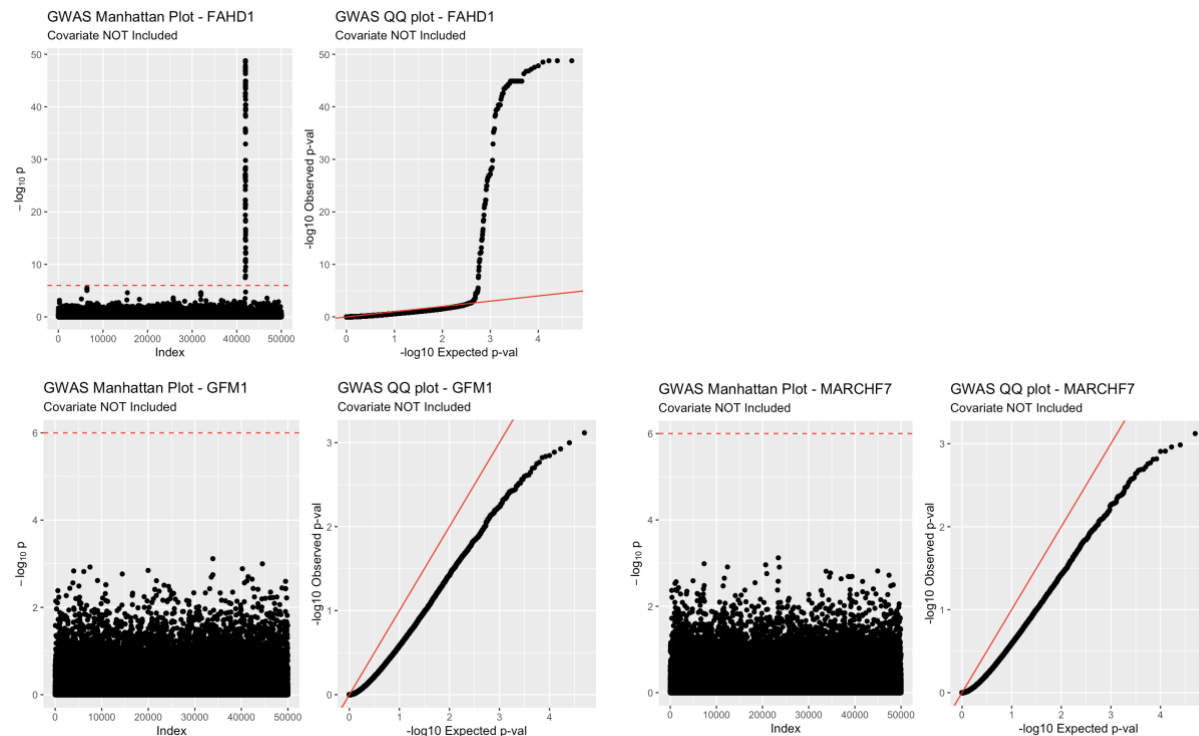 GWAS Manhattan Plot - FAHD1
Covariate NOT Included
50
40
30
20
10
0
− log10 p
0 10000 20000 30000 40000 50000
Index
GWAS QQ plot - FAHD1
Covariate NOT Included
50
40
30
20
10
0
-log10 Observed p-val
0 1 2 3 4
-log10 Expected p-val
GWAS Manhattan Plot - GFM1
Covariate NOT Included
6
4
2
0
− log10 p
0 10000 20000 30000 40000 50000
Index
GWAS QQ plot - GFM1
Covariate NOT Included
3
2
1
0
-log10 Observed p-val
0 1 2 3 4
-log10 Expected p-val
GWAS Manhattan Plot - MARCHF7
Covariate NOT Included
6
4
2
0
− log10 p
0 10000 20000 30000 40000 50000
Index
GWAS QQ plot - MARCHF7
Covariate NOT Included
3
2
1
0
-log10 Observed p-val
0 1 2 3 4
-log10 Expected p-val